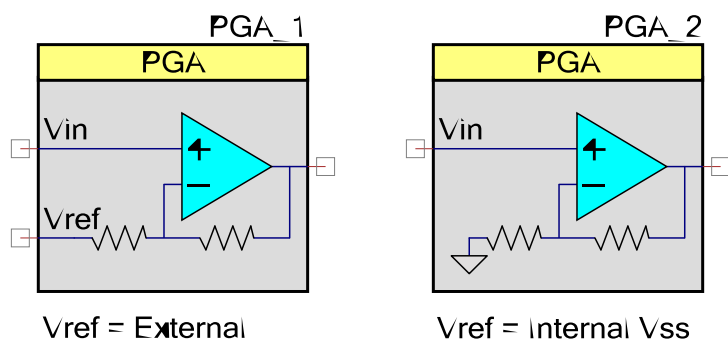 PGA_1
PGA
Vin
Vref
Vref = External
PGA_2
PGA
Vin
Vref = Internal Vss